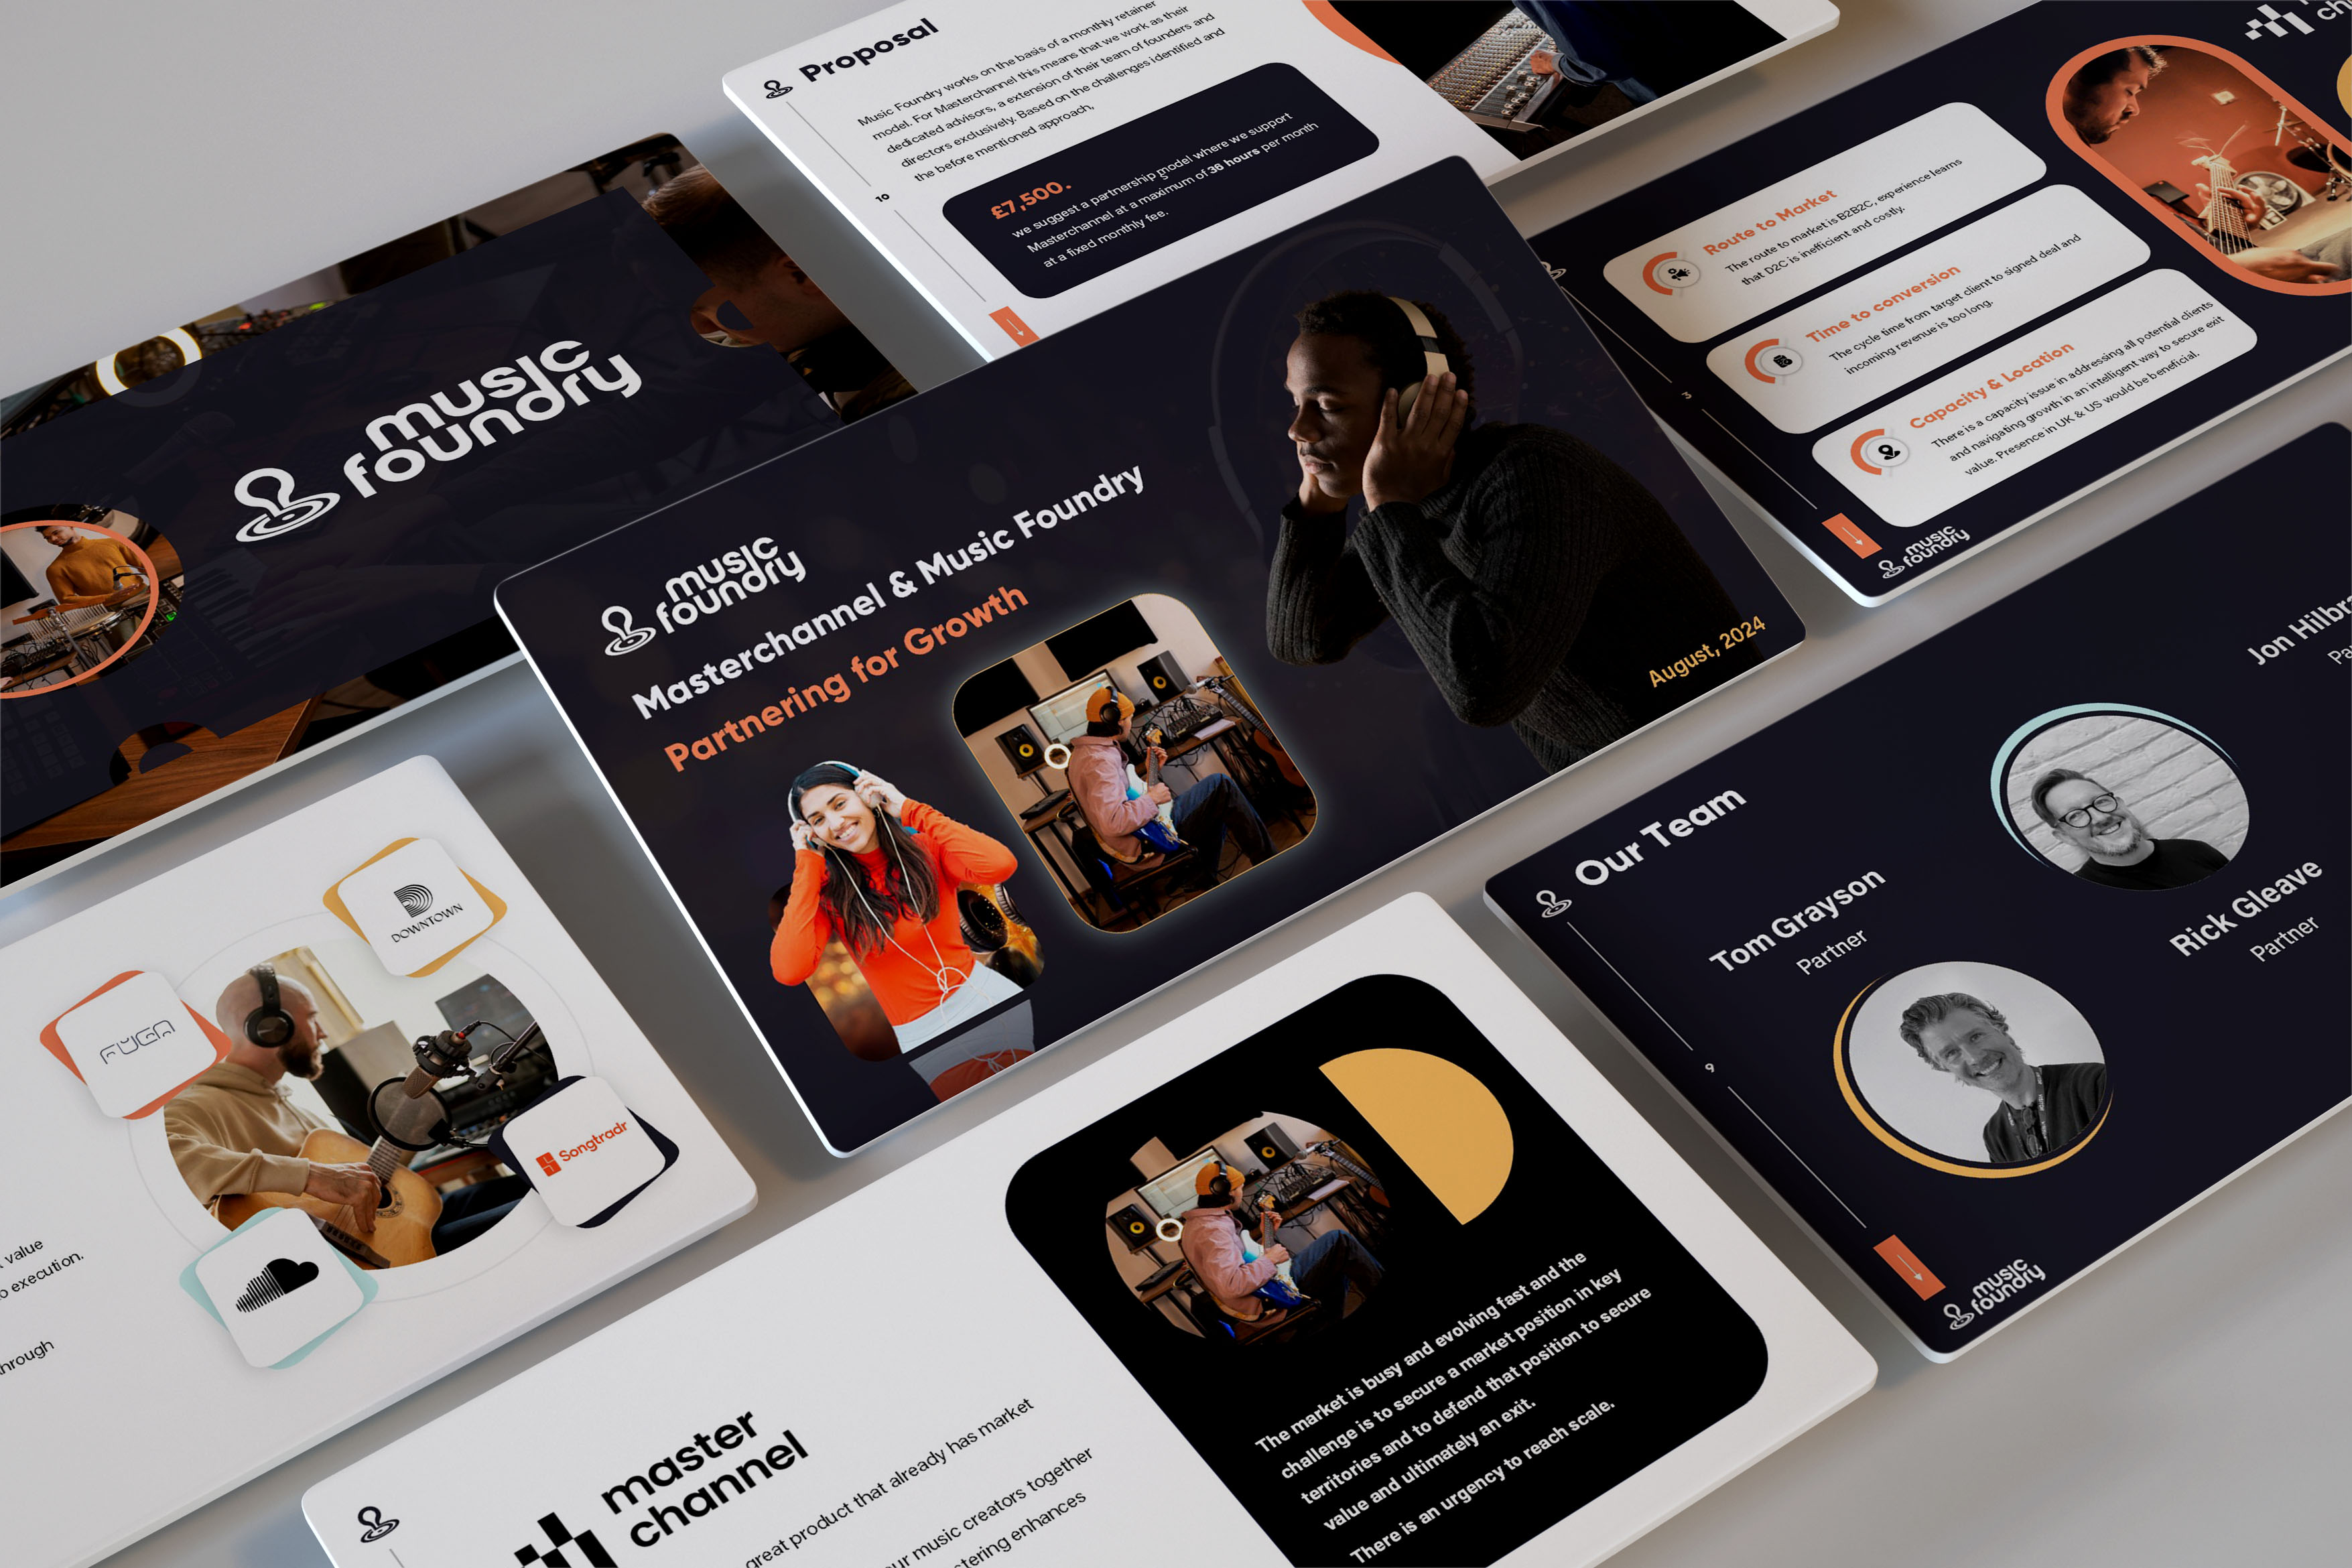 Proposal
Music Foundry works on the basis of a monthly retainer
model. For Masterchannel this means that we work as their
dedicated advisors, a extension of their team of founders and
directors exclusively. Based on the challenges identified and
the before mentioned approach,
£7,500.
we suggest a partnership model where we support
Masterchannel at a maximum of 36 hours per month
at a fixed monthly fee.
10
music
foundry
Route to Market
The route to market is B2B2C, experience learns
that D2C is inefficient and costly.
Time to conversion
The cycle time from target client to signed deal and
incoming revenue is too long.
Capacity & Location
There is a capacity issue in addressing all potential clients
and navigating growth in an intelligent way to secure exit
value. Presence in UK & US would be beneficial.
3
music
foundry
music
foundry
Masterchannel & Music Foundry
Partnering for Growth
August, 2024
Our Team
Tom Grayson
Partner
Rick Gleave
Partner
Jon
9
music
foundry
DOWNTOWN
FUGA
Songtradr
value
execution.
master
channel
great product that already has market
music creators together
enhances
The market is busy and evolving fast and the
challenge is to secure a market position in key
territories and to defend that position to secure
value and ultimately an exit.
There is an urgency to reach scale.